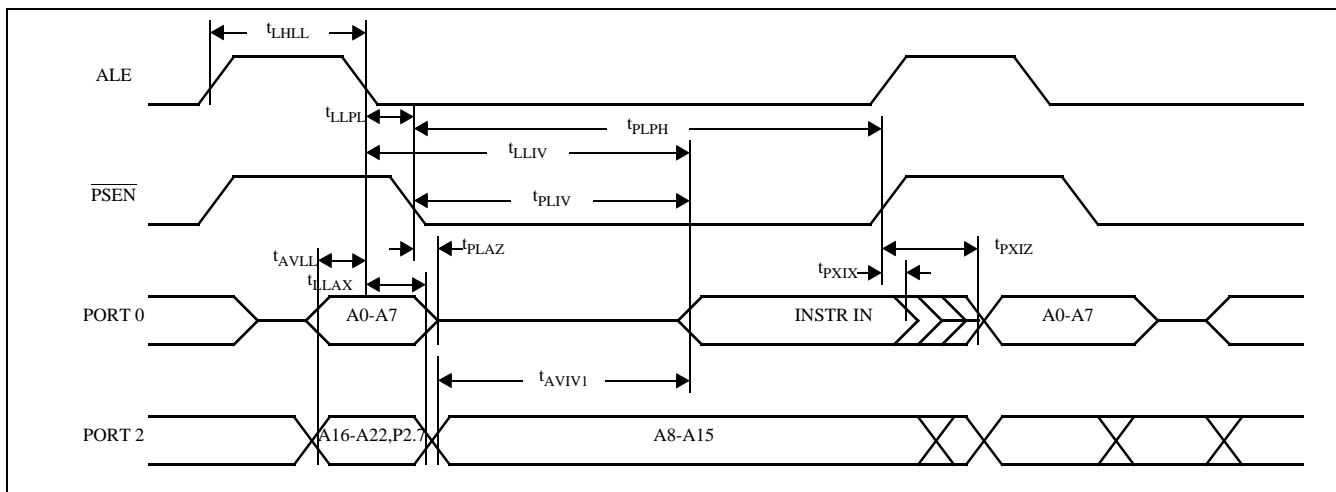 tLHLL
ALE
tLLPL
tPLPH
tLLIV
PSEN
tPLIV
tAVLL
tPLAZ
tPXIZ
tLLAX
tPXIX
PORT 0
A0-A7
INSTR IN
A0-A7
tAVIV1
PORT 2
A16-A22,P2.7
A8-A15